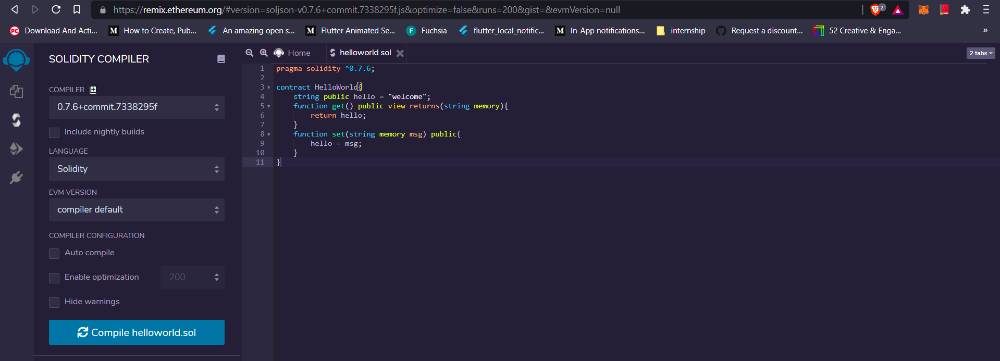 https://remix.ethereum.org/#version=soljson-v0.7.6+commit.7338295f.js&optimize=false&runs=200&gist=&evmVersion=null
2
PC Download And Acti... M How to Create, Pub... An amazing open s... M Flutter Animated Se... F Fuchsia flutter_local_notific... M In-App notifications... internship Request a discount... 52 Creative & Enga... »
SOLIDITY COMPILER
COMPILER
0.7.6+commit.7338295f
Include nightly builds
LANGUAGE
Solidity
EVM VERSION
compiler default
COMPILER CONFIGURATION
Auto compile
Enable optimization 200
Hide warnings
Compile helloworld.sol
Home helloworld.sol 2 tabs
1 pragma solidity ^0.7.6;
2
3 contract HelloWorld{
4 string public hello = "welcome";
5 function get() public view returns(string memory){
6 return hello;
7 }
8 function set(string memory msg) public{
9 hello = msg;
10 }
11 }